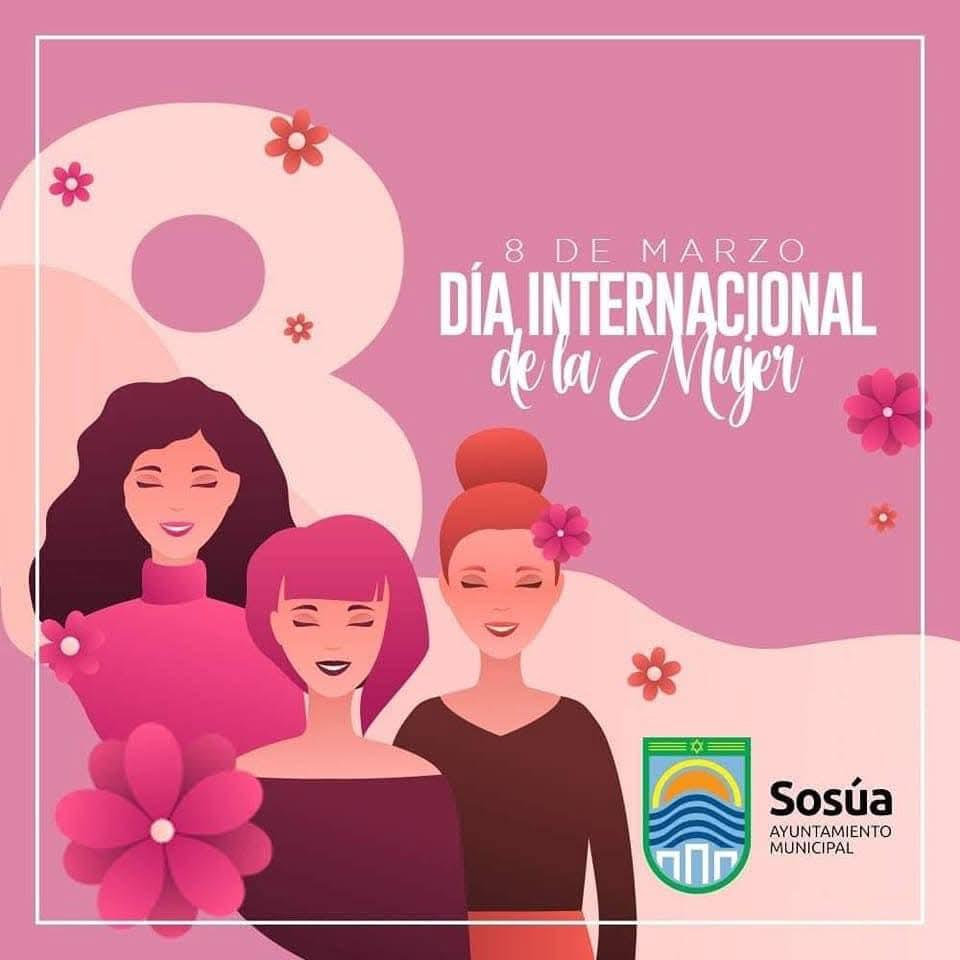 8 DE MARZO
DÍA INTERNACIONAL
de la Mujer
Sosúa
AYUNTAMIENTO
MUNICIPAL